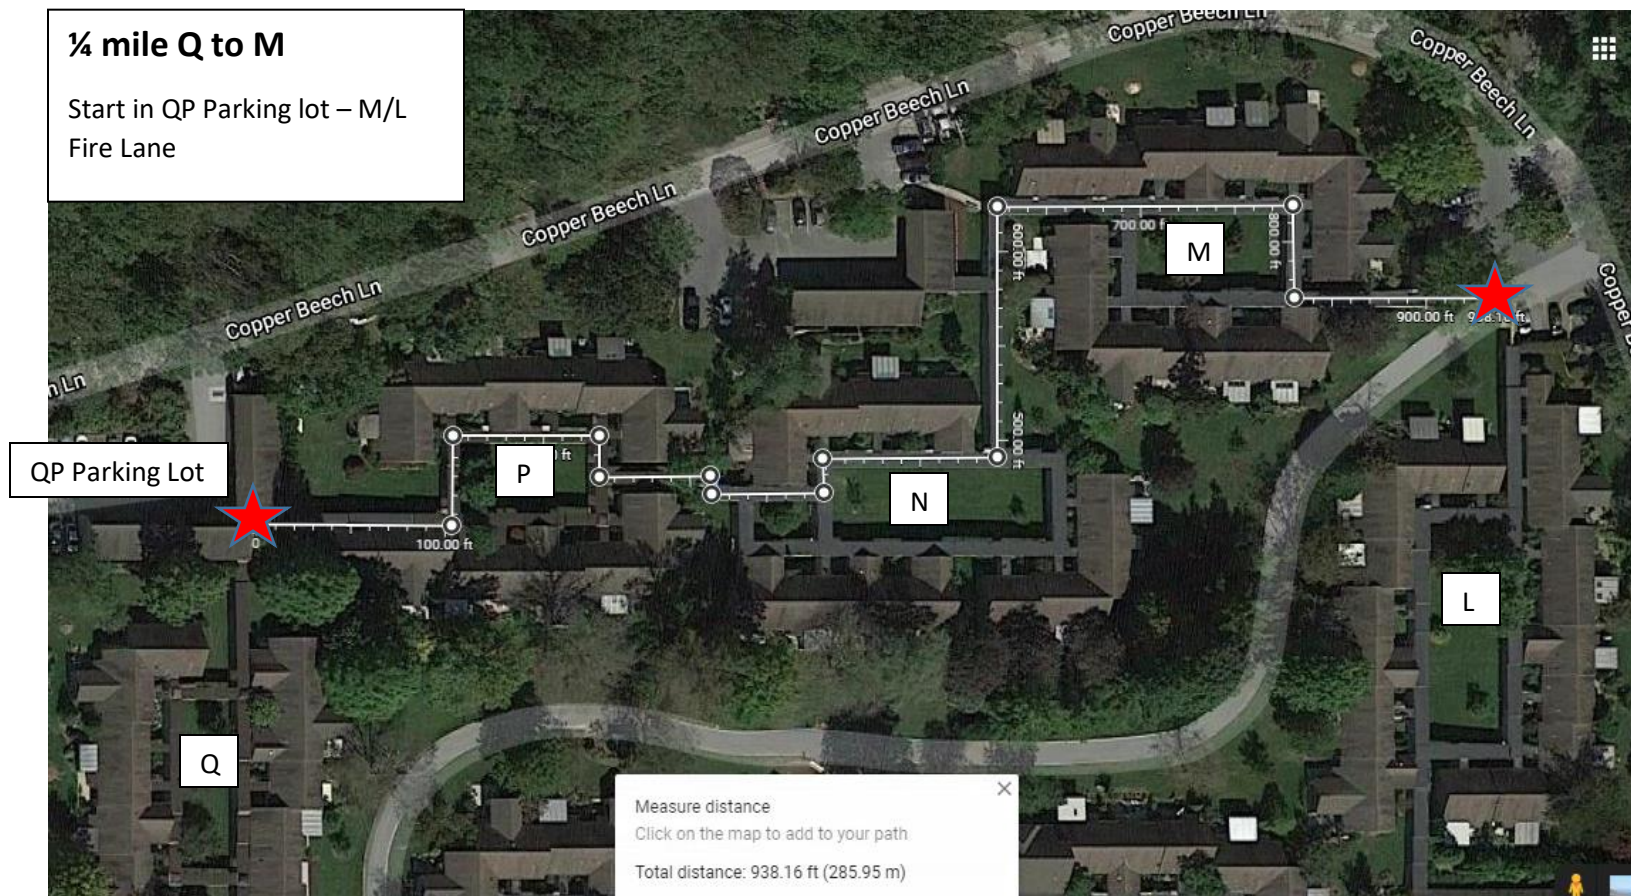 ¼ mile Q to M
Start in QP Parking lot – M/L
Fire Lane
Copper Beech Ln
Copper Beech Ln
Copper Beech Ln
Copper Beech Ln
Copper Beech Ln
Copper
Ln
QP Parking Lot
P
N
M
L
Q
0
100.00 ft
ft
500.00 ft
600.00 ft
700.00 ft
800.00 ft
900.00 ft
Measure distance
Click on the map to add to your path
Total distance: 938.16 ft (285.95 m)